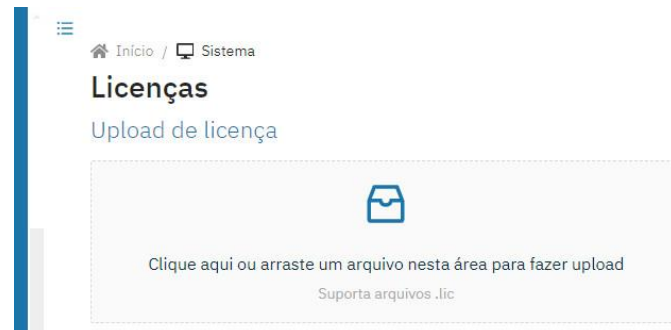 Início / Sistema
Licenças
Upload de licença
Clique aqui ou arraste um arquivo nesta área para fazer upload
Suporta arquivos .lic